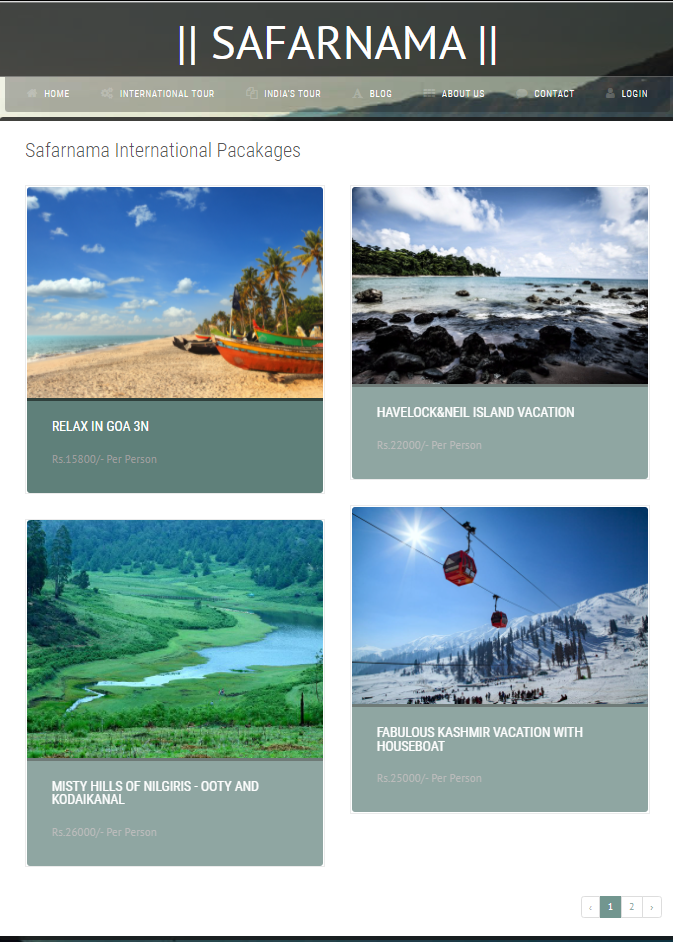 || SAFARNAMA ||
HOME INTERNATIONAL TOUR INDIA'S TOUR BLOG ABOUT US CONTACT LOGIN
Safarnama International Pacakages
RELAX IN GOA 3N
Rs.15800/- Per Person
HAVELOCK&NEIL ISLAND VACATION
Rs.22000/- Per Person
MISTY HILLS OF NILGIRIS - OOTY AND
KODAIKANAL
Rs.26000/- Per Person
FABULOUS KASHMIR VACATION WITH
HOUSEBOAT
Rs.25000/- Per Person
‹ 1 2 ›